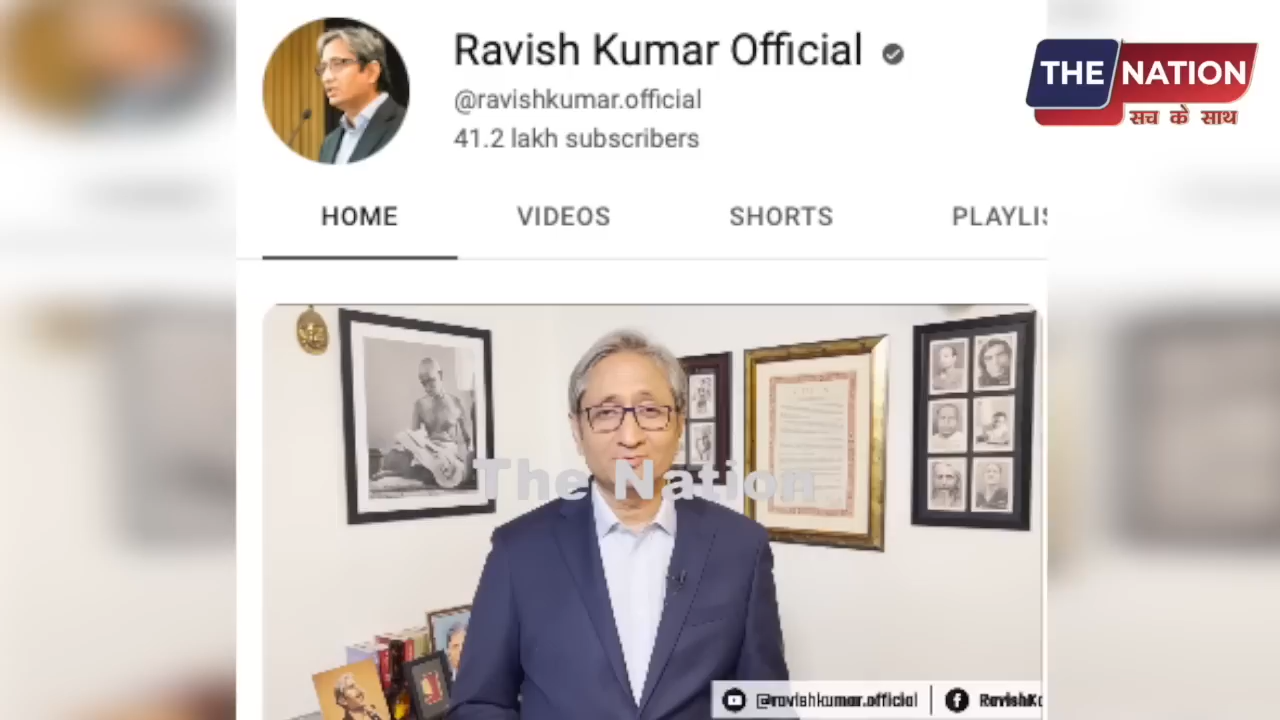 Ravish Kumar Official
@ravishkumar.official
41.2 lakh subscribers
THE NATION
सच के साथ
HOME VIDEOS SHORTS PLAYLIS
The Nation
@ravishkumar.official